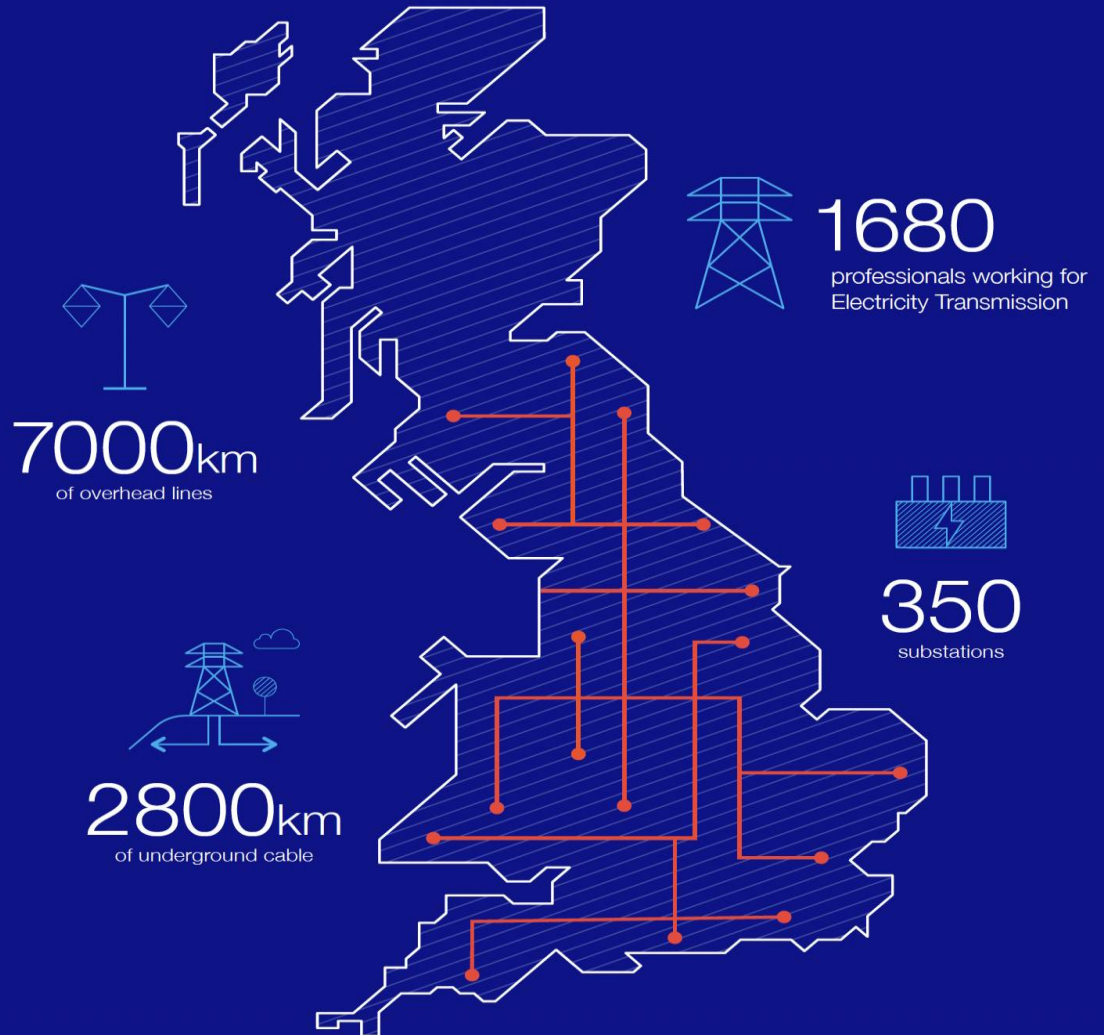 1680
professionals working for
Electricity Transmission
7000km
of overhead lines
350
substations
2800km
of underground cable